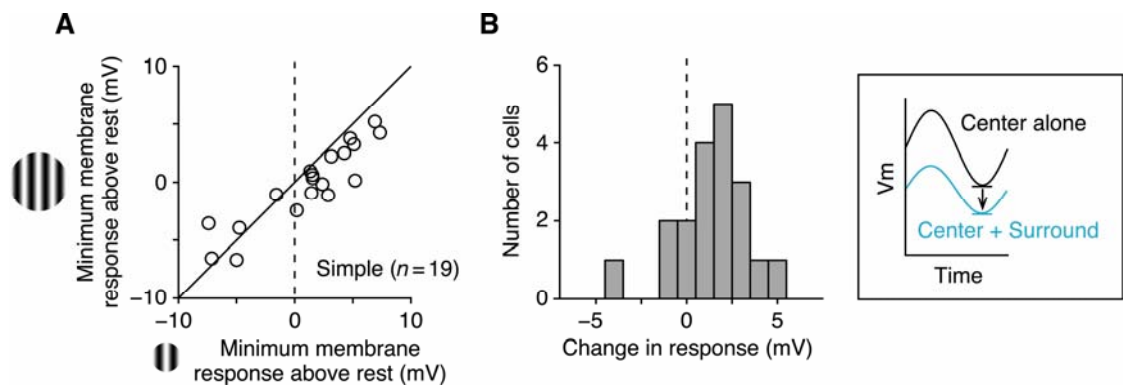 A
Minimum membrane
response above rest (mV)
10
0
−10
Simple (n = 19)
−10
0
10
Minimum membrane
response above rest (mV)
B
Number of cells
6
4
2
0
−5
0
5
Change in response (mV)
Vm
Center alone
Center + Surround
Time